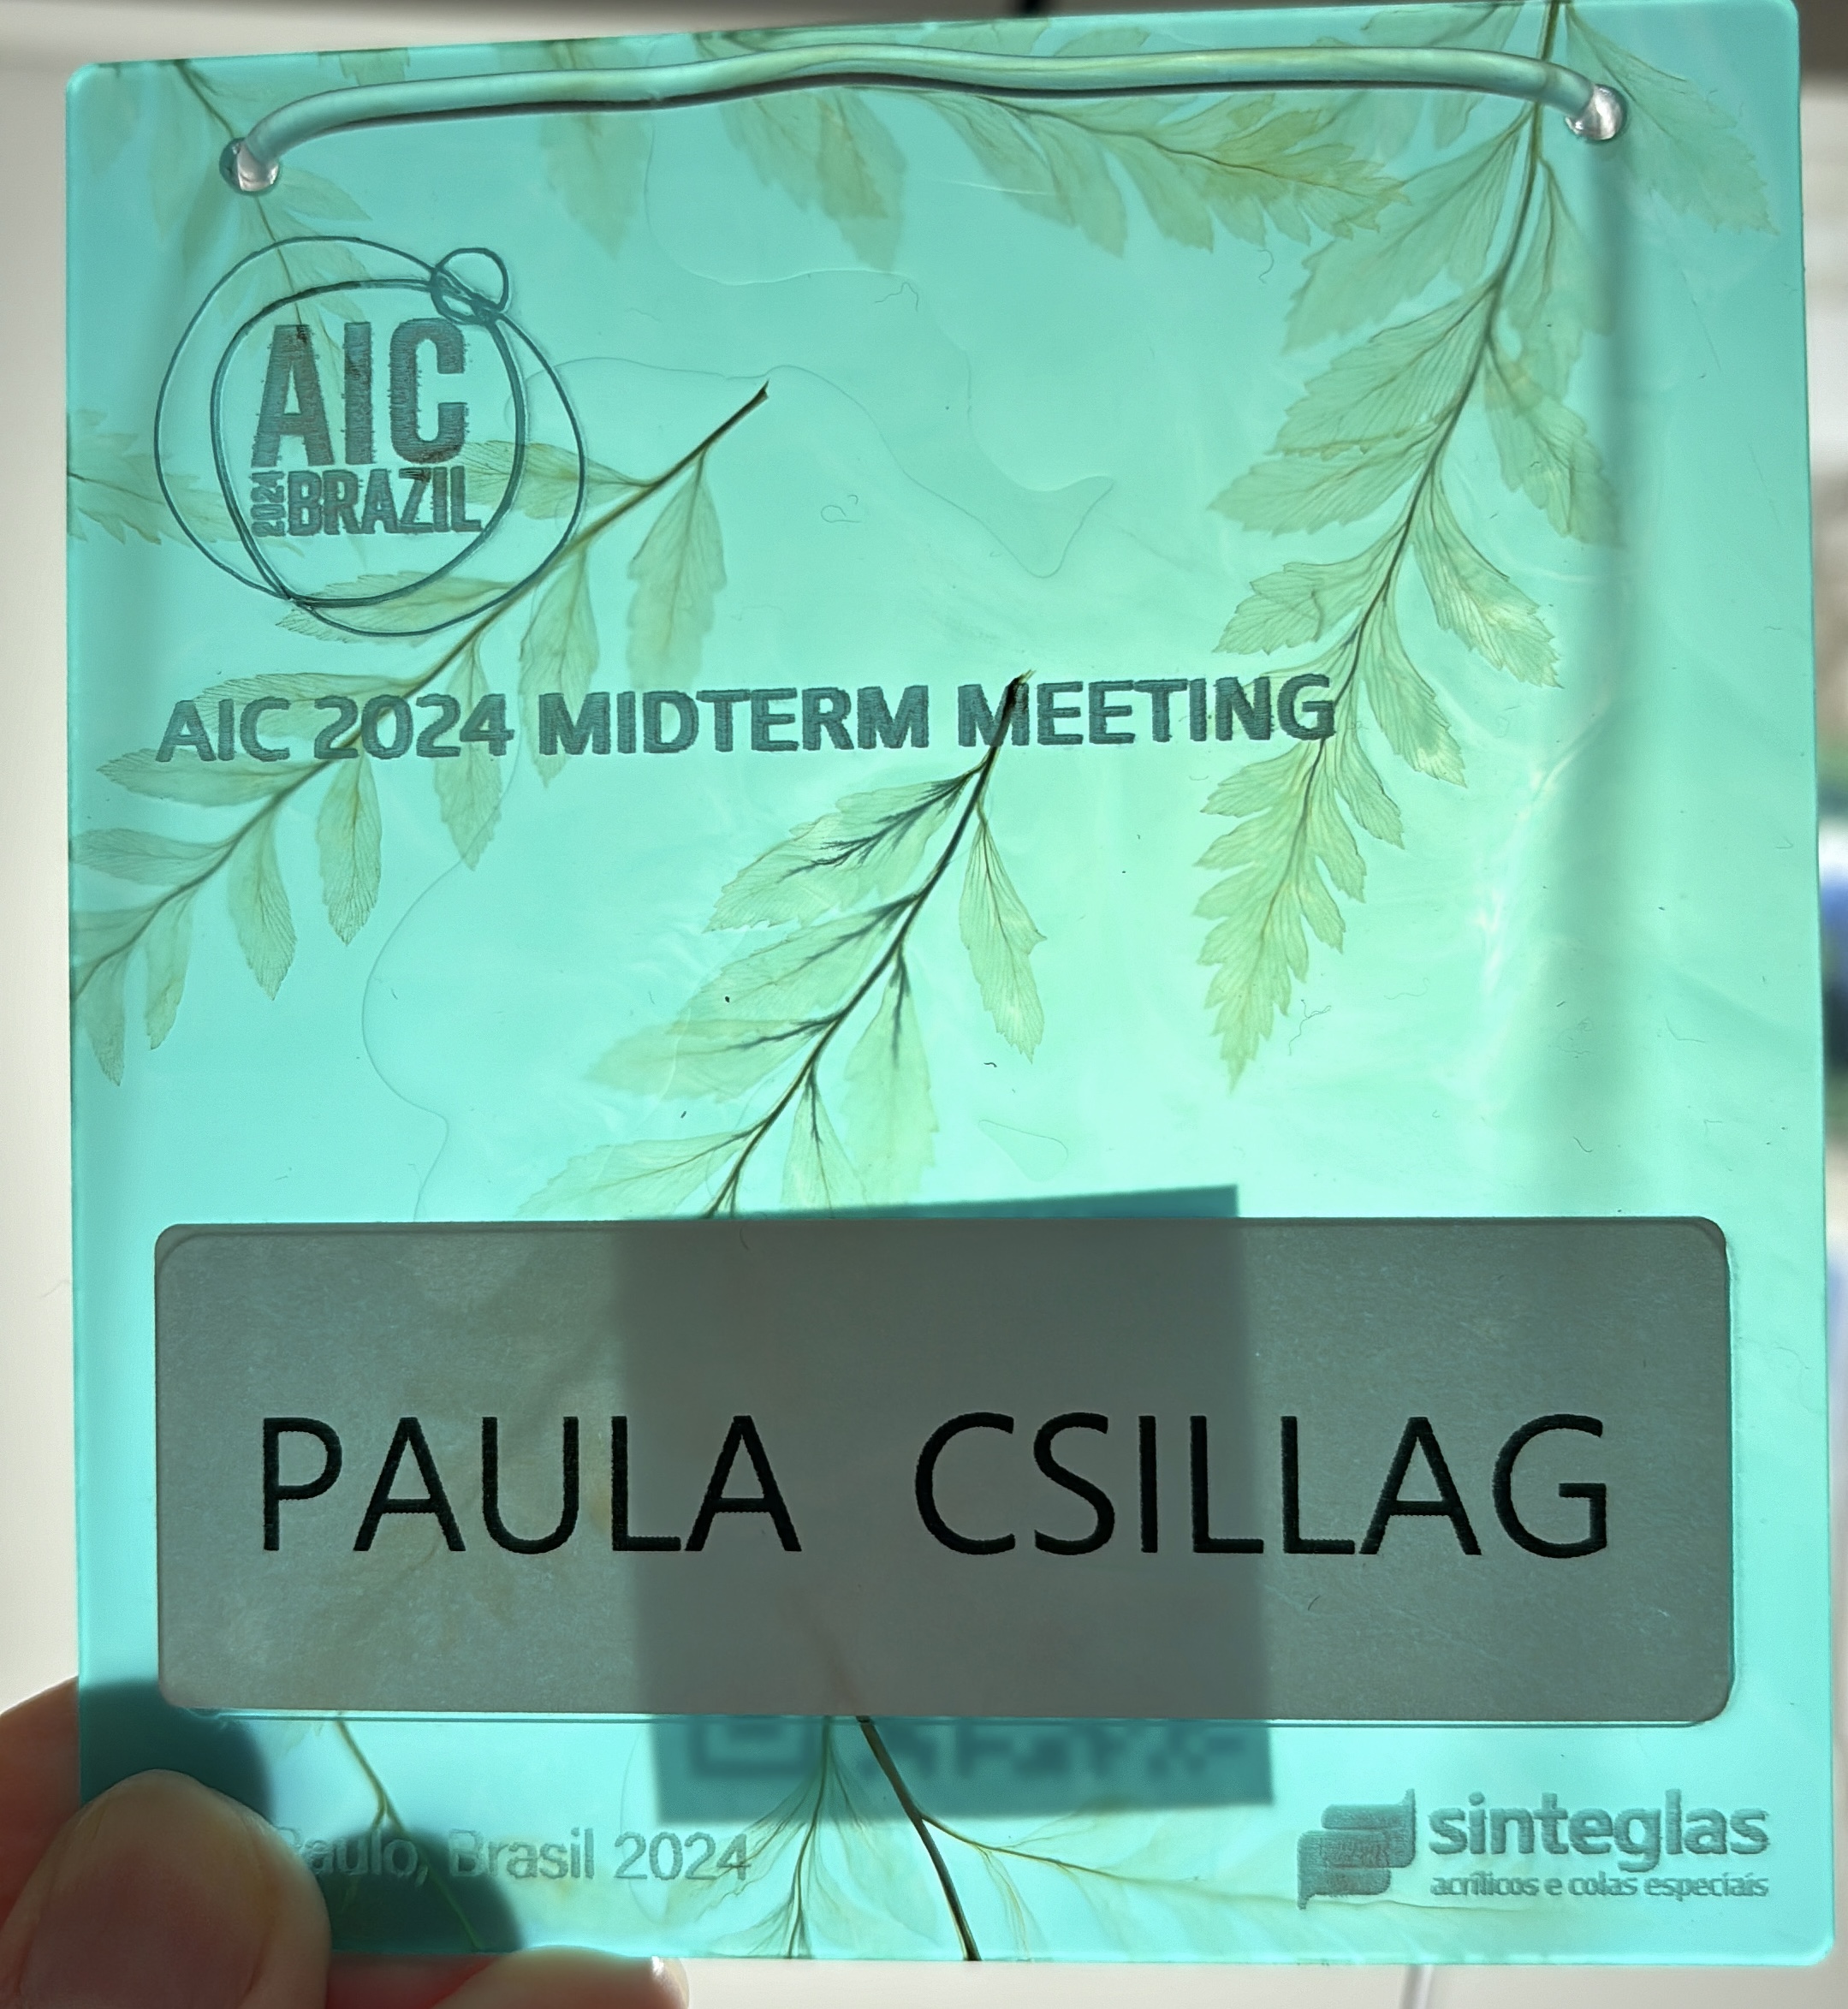 AIC
2024 BRAZIL
AIC 2024 MIDTERM MEETING
PAULA CSILLAG
Paulo, Brasil 2024
sinteglas
acrílicos e colas especiais